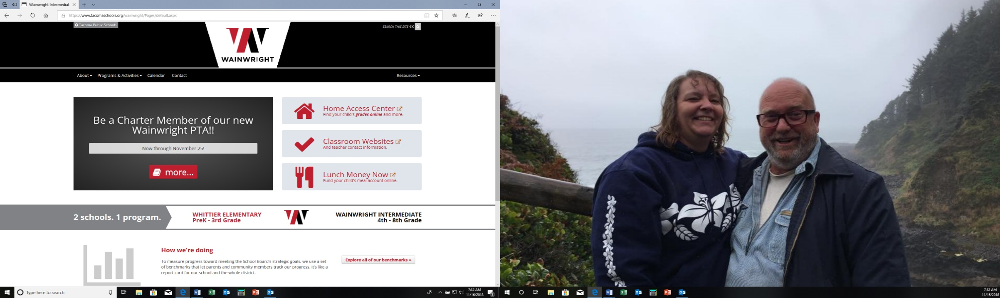 Wainwright Intermediat
https://www.tacomaschools.org/wainwright/Pages/default.aspx
Tacoma Public Schools
SEARCH THIS SITE
WAINWRIGHT
About Programs & Activities Calendar Contact Resources
Be a Charter Member of our new
Wainwright PTA!!
Now through November 25!
more...
Home Access Center
Find your child's grades online and more.
Classroom Websites
And teacher contact information.
Lunch Money Now
Fund your child's meal account online.
2 schools. 1 program.
WHITTIER ELEMENTARY
PreK - 3rd Grade
WAINWRIGHT INTERMEDIATE
4th - 8th Grade
How we're doing
To measure progress toward meeting the School Board's strategic goals, we use a set
of benchmarks that let parents and community members track our progress. It's like a
report card for our school and the whole district.
Explore all of our benchmarks »
Type here to search
7:32 AM
11/16/2018
2
7:32 AM
11/16/2018